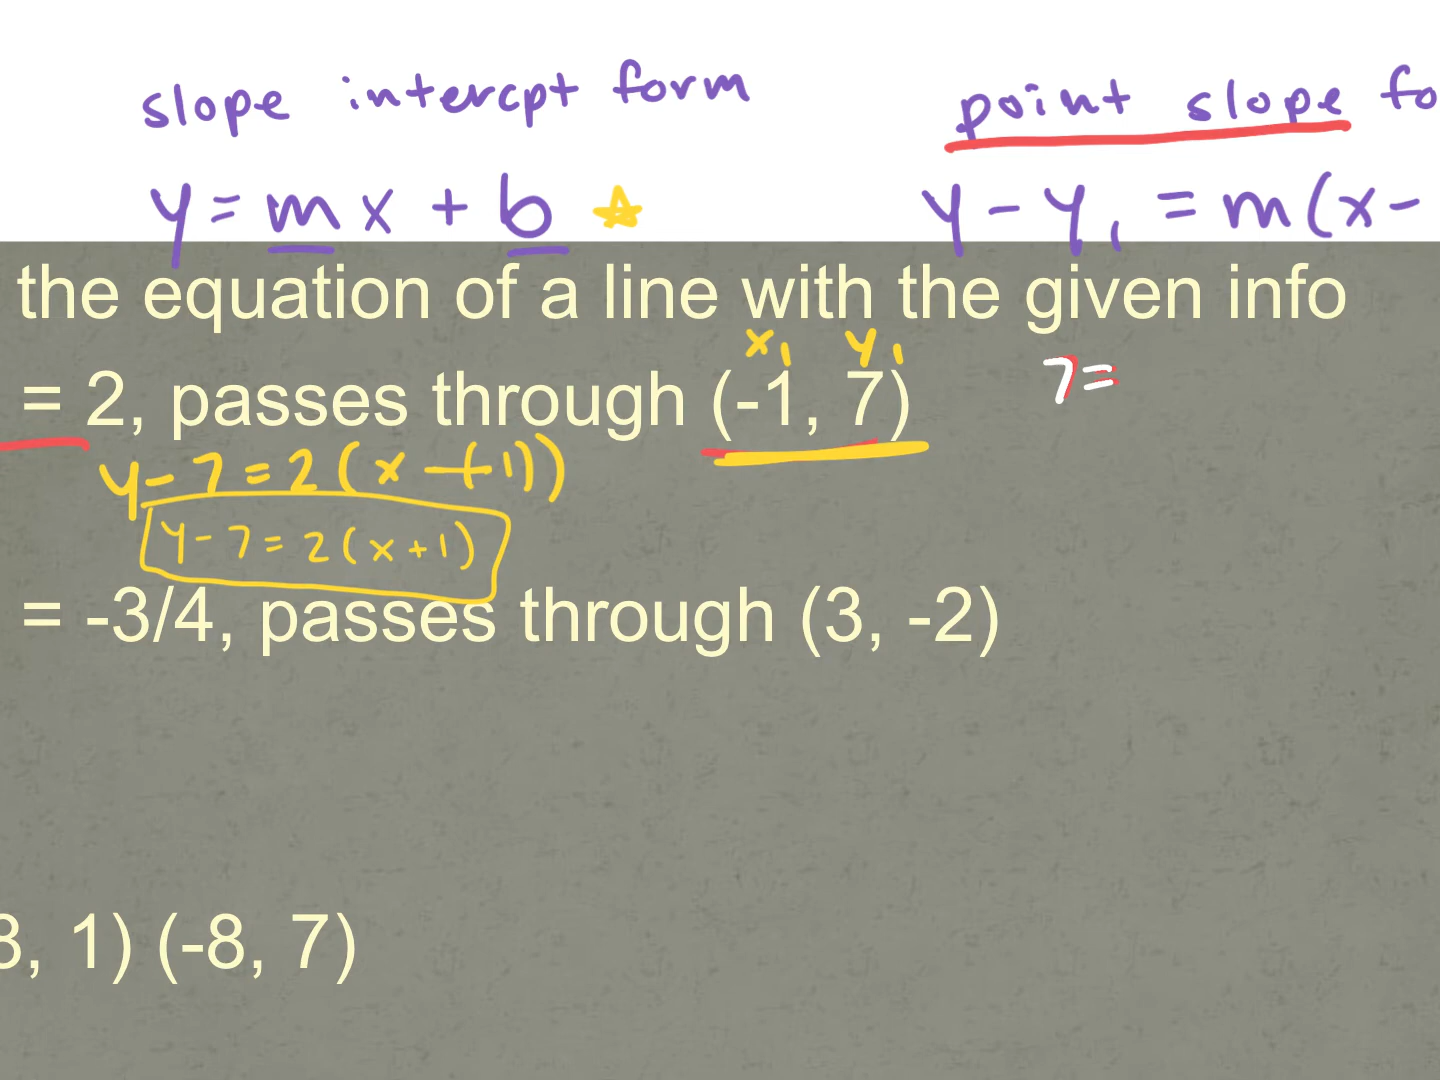 slope intercpt form
point slope fo
y = mx + b
y - y₁ = m(x-
the equation of a line with the given info
x₁ y₁
= 2, passes through (-1, 7)
7=
y-7=2(x-+1))
y-7=2(x+1)
= -3/4, passes through (3, -2)
3, 1) (-8, 7)